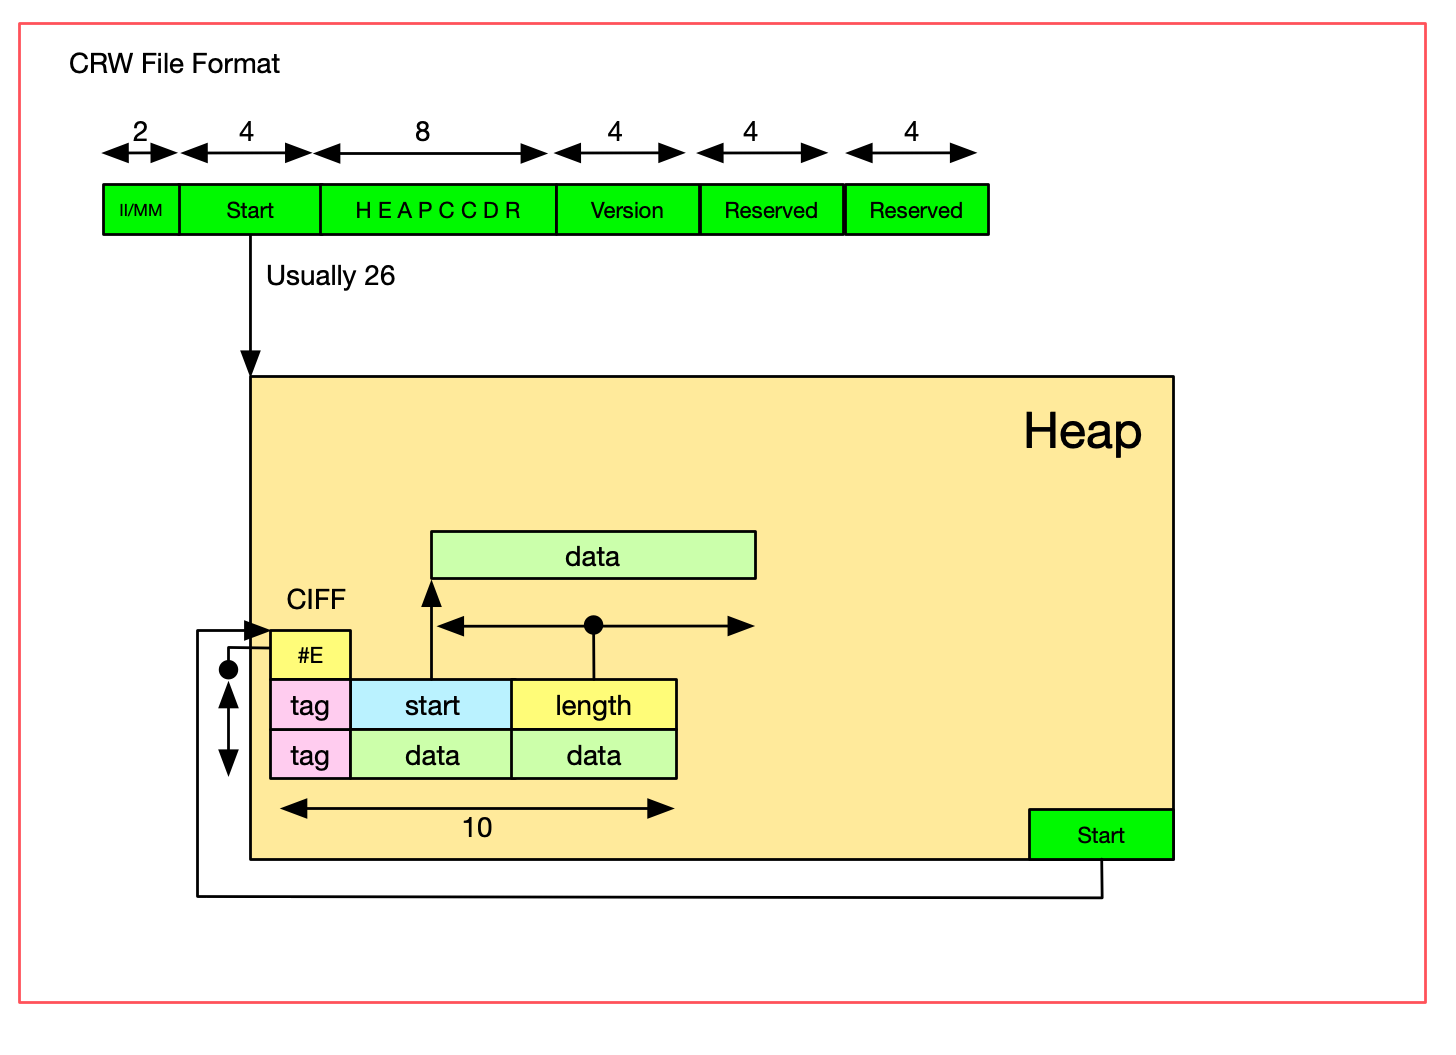 CRW File Format
2 4 8 4 4 4
II/MM Start H E A P C C D R Version Reserved Reserved
Usually 26
Heap
data
CIFF
#E
tag start length
tag data data
10
Start